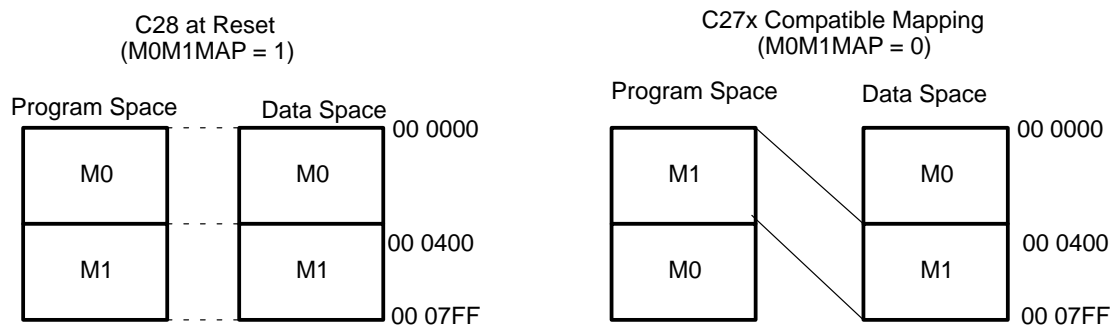 C28 at Reset
(M0M1MAP = 1)
Program Space
Data Space
00 0000
M0
M0
00 0400
M1
M1
00 07FF
C27x Compatible Mapping
(M0M1MAP = 0)
Program Space
Data Space
00 0000
M1
M0
00 0400
M0
M1
00 07FF